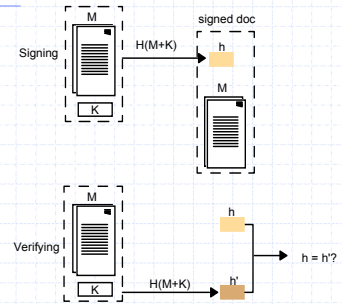 signed doc
M
H(M+K)
h
Signing
M
K
M
h
Verifying
h = h'?
K
H(M+K)
h'